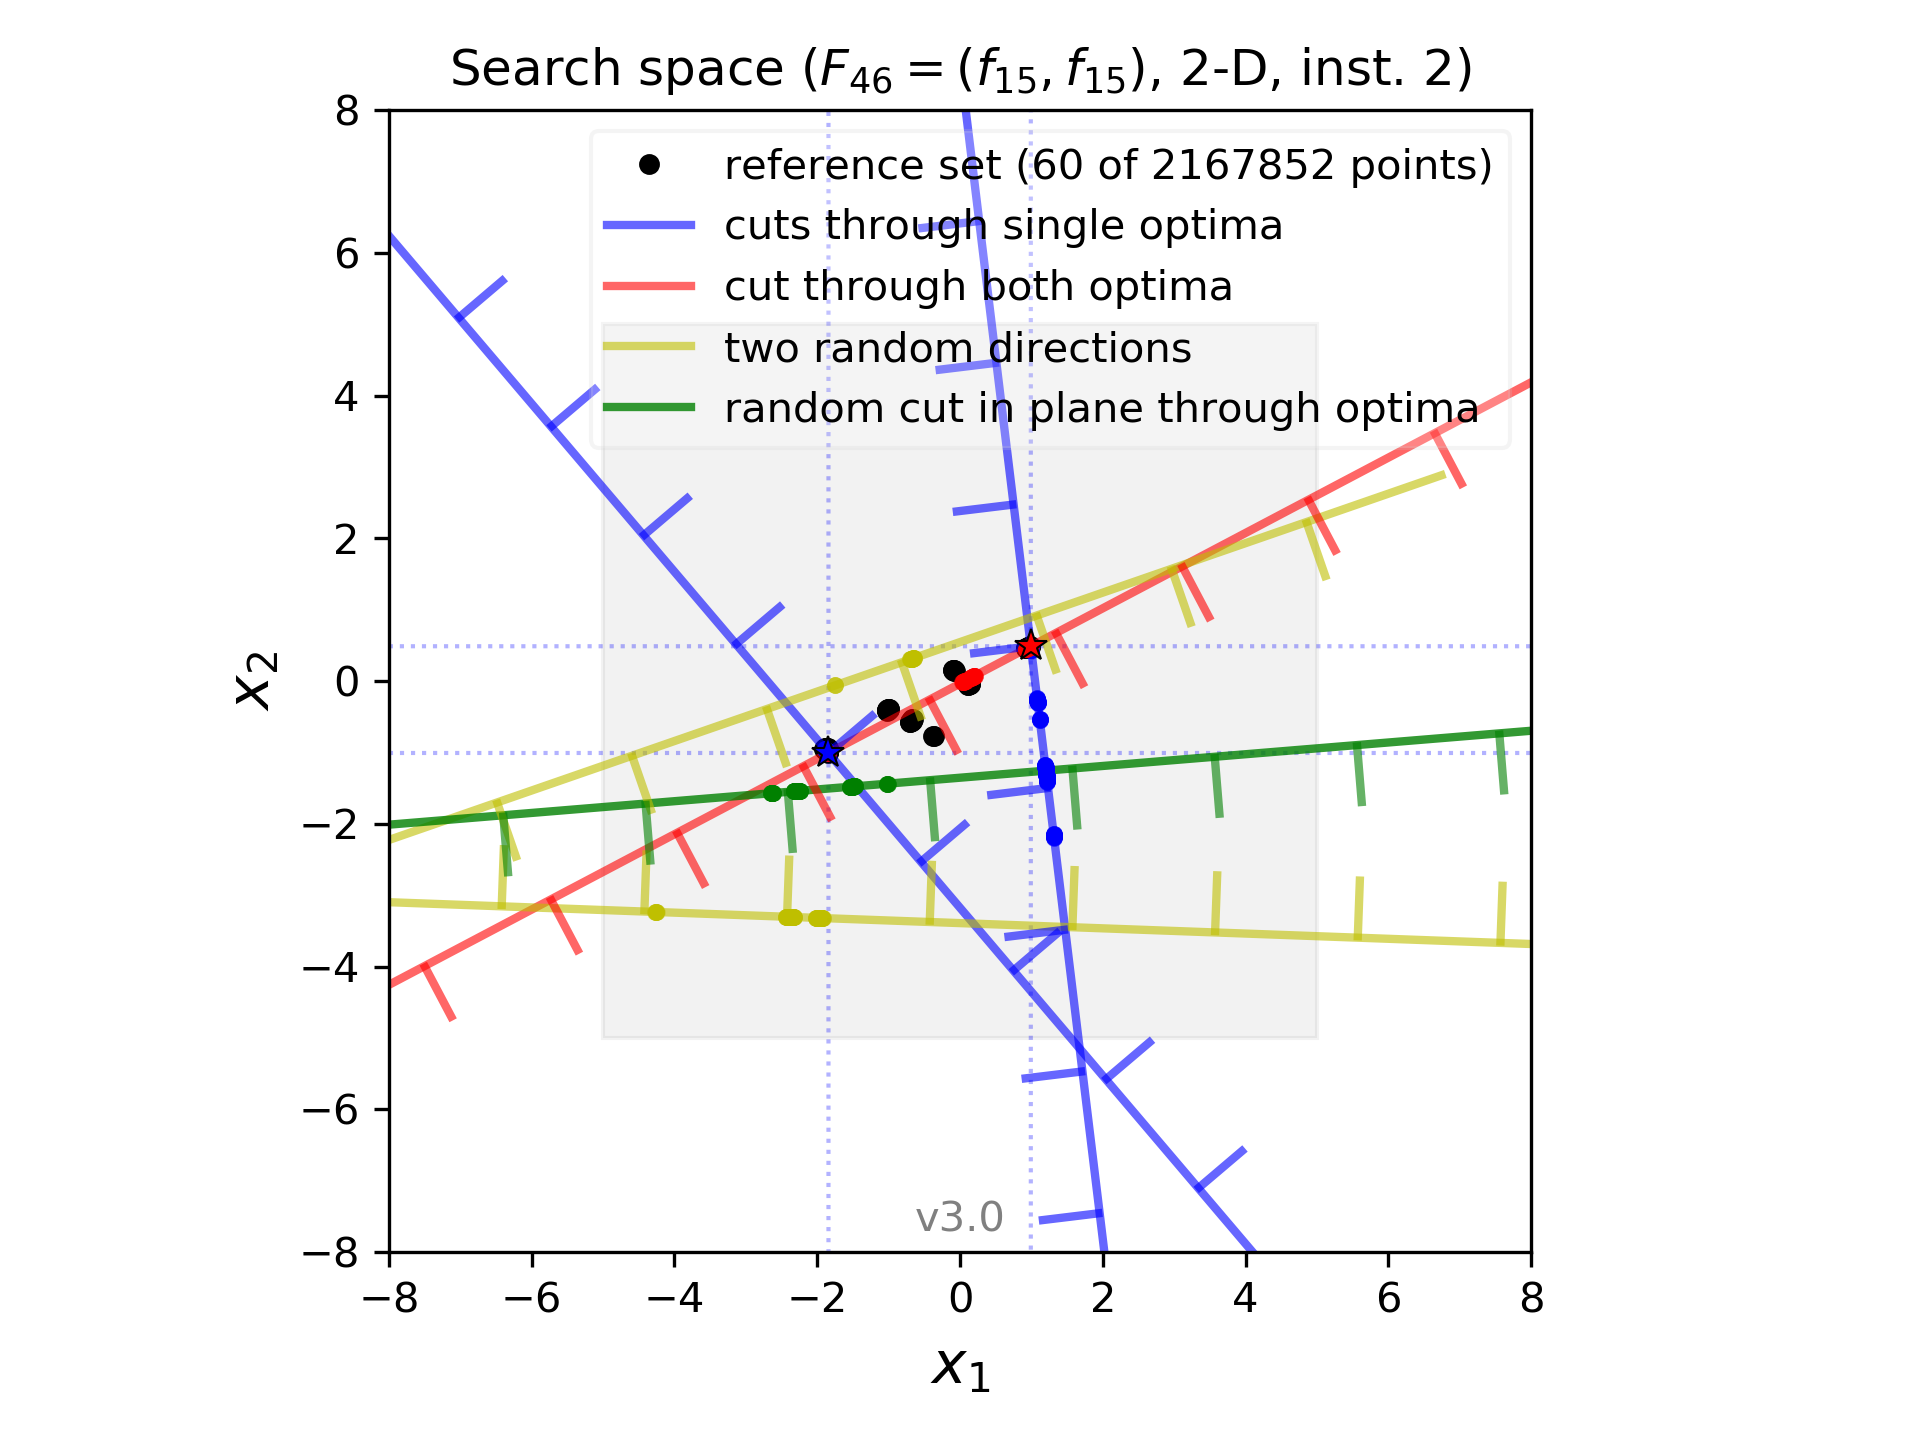 Search space (F46 = (f15, f15), 2-D, inst. 2)
reference set (60 of 2167852 points)
cuts through single optima
cut through both optima
two random directions
random cut in plane through optima
8
6
4
2
0
−2
−4
−6
−8
x2
v3.0
−8 −6 −4 −2 0 2 4 6 8
x1